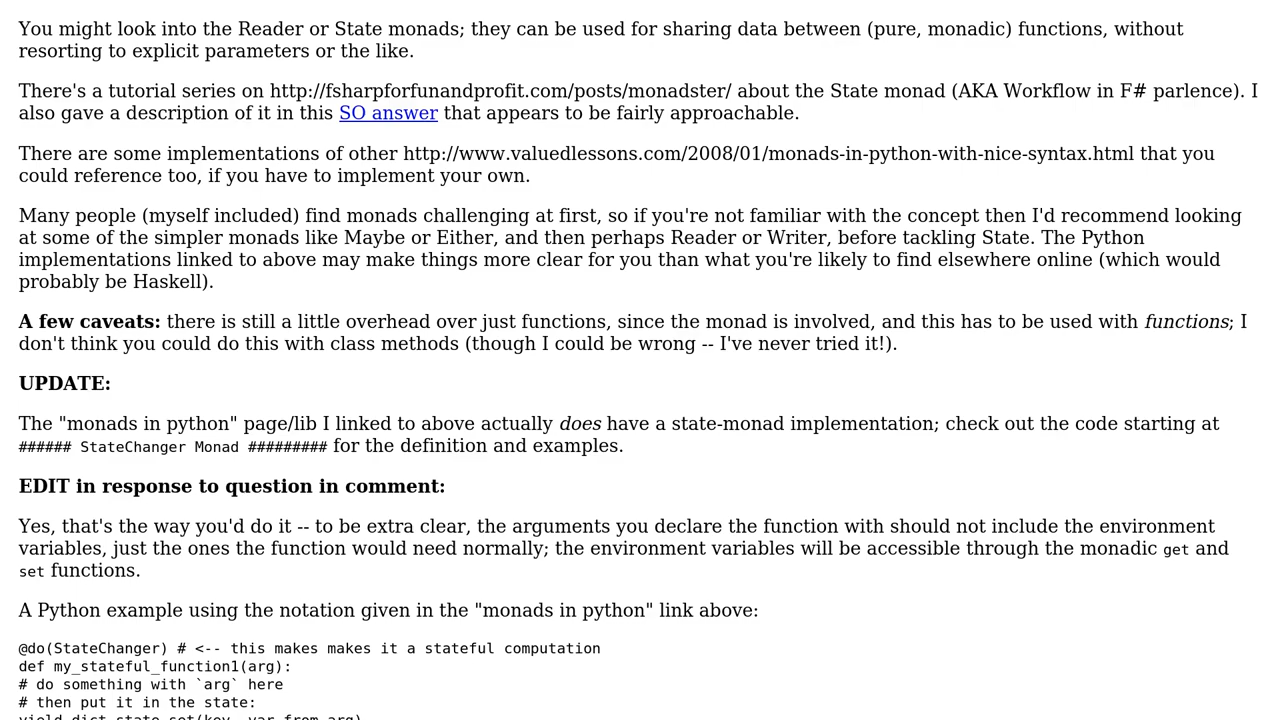 You might look into the Reader or State monads; they can be used for sharing data between (pure, monadic) functions, without
resorting to explicit parameters or the like.
There's a tutorial series on http://fsharpforfunandprofit.com/posts/monadster/ about the State monad (AKA Workflow in F# parlence). I
also gave a description of it in this SO answer that appears to be fairly approachable.
There are some implementations of other http://www.valuedlessons.com/2008/01/monads-in-python-with-nice-syntax.html that you
could reference too, if you have to implement your own.
Many people (myself included) find monads challenging at first, so if you're not familiar with the concept then I'd recommend looking
at some of the simpler monads like Maybe or Either, and then perhaps Reader or Writer, before tackling State. The Python
implementations linked to above may make things more clear for you than what you're likely to find elsewhere online (which would
probably be Haskell).
A few caveats: there is still a little overhead over just functions, since the monad is involved, and this has to be used with functions; I
don't think you could do this with class methods (though I could be wrong -- I've never tried it!).
UPDATE:
The "monads in python" page/lib I linked to above actually does have a state-monad implementation; check out the code starting at
###### StateChanger Monad ######### for the definition and examples.
EDIT in response to question in comment:
Yes, that's the way you'd do it -- to be extra clear, the arguments you declare the function with should not include the environment
variables, just the ones the function would need normally; the environment variables will be accessible through the monadic get and
set functions.
A Python example using the notation given in the "monads in python" link above:
@do(StateChanger) # <-- this makes makes it a stateful computation
def my_stateful_function1(arg):
# do something with `arg` here
# then put it in the state:
yield dict_state_set(key, var_from_arg)